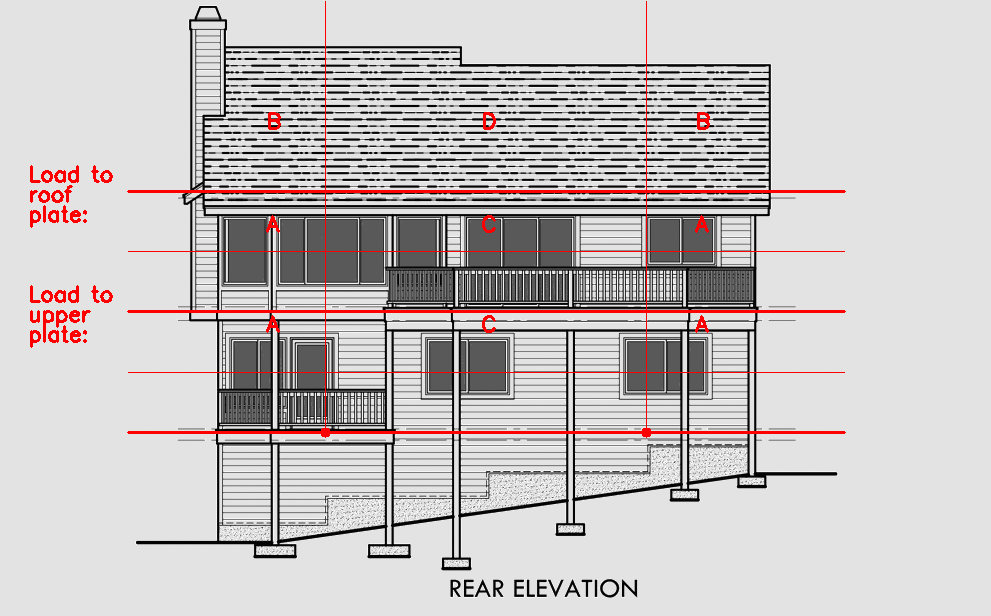 B D B
Load to
roof
plate:
A C A
Load to
upper
plate:
A C A
REAR ELEVATION